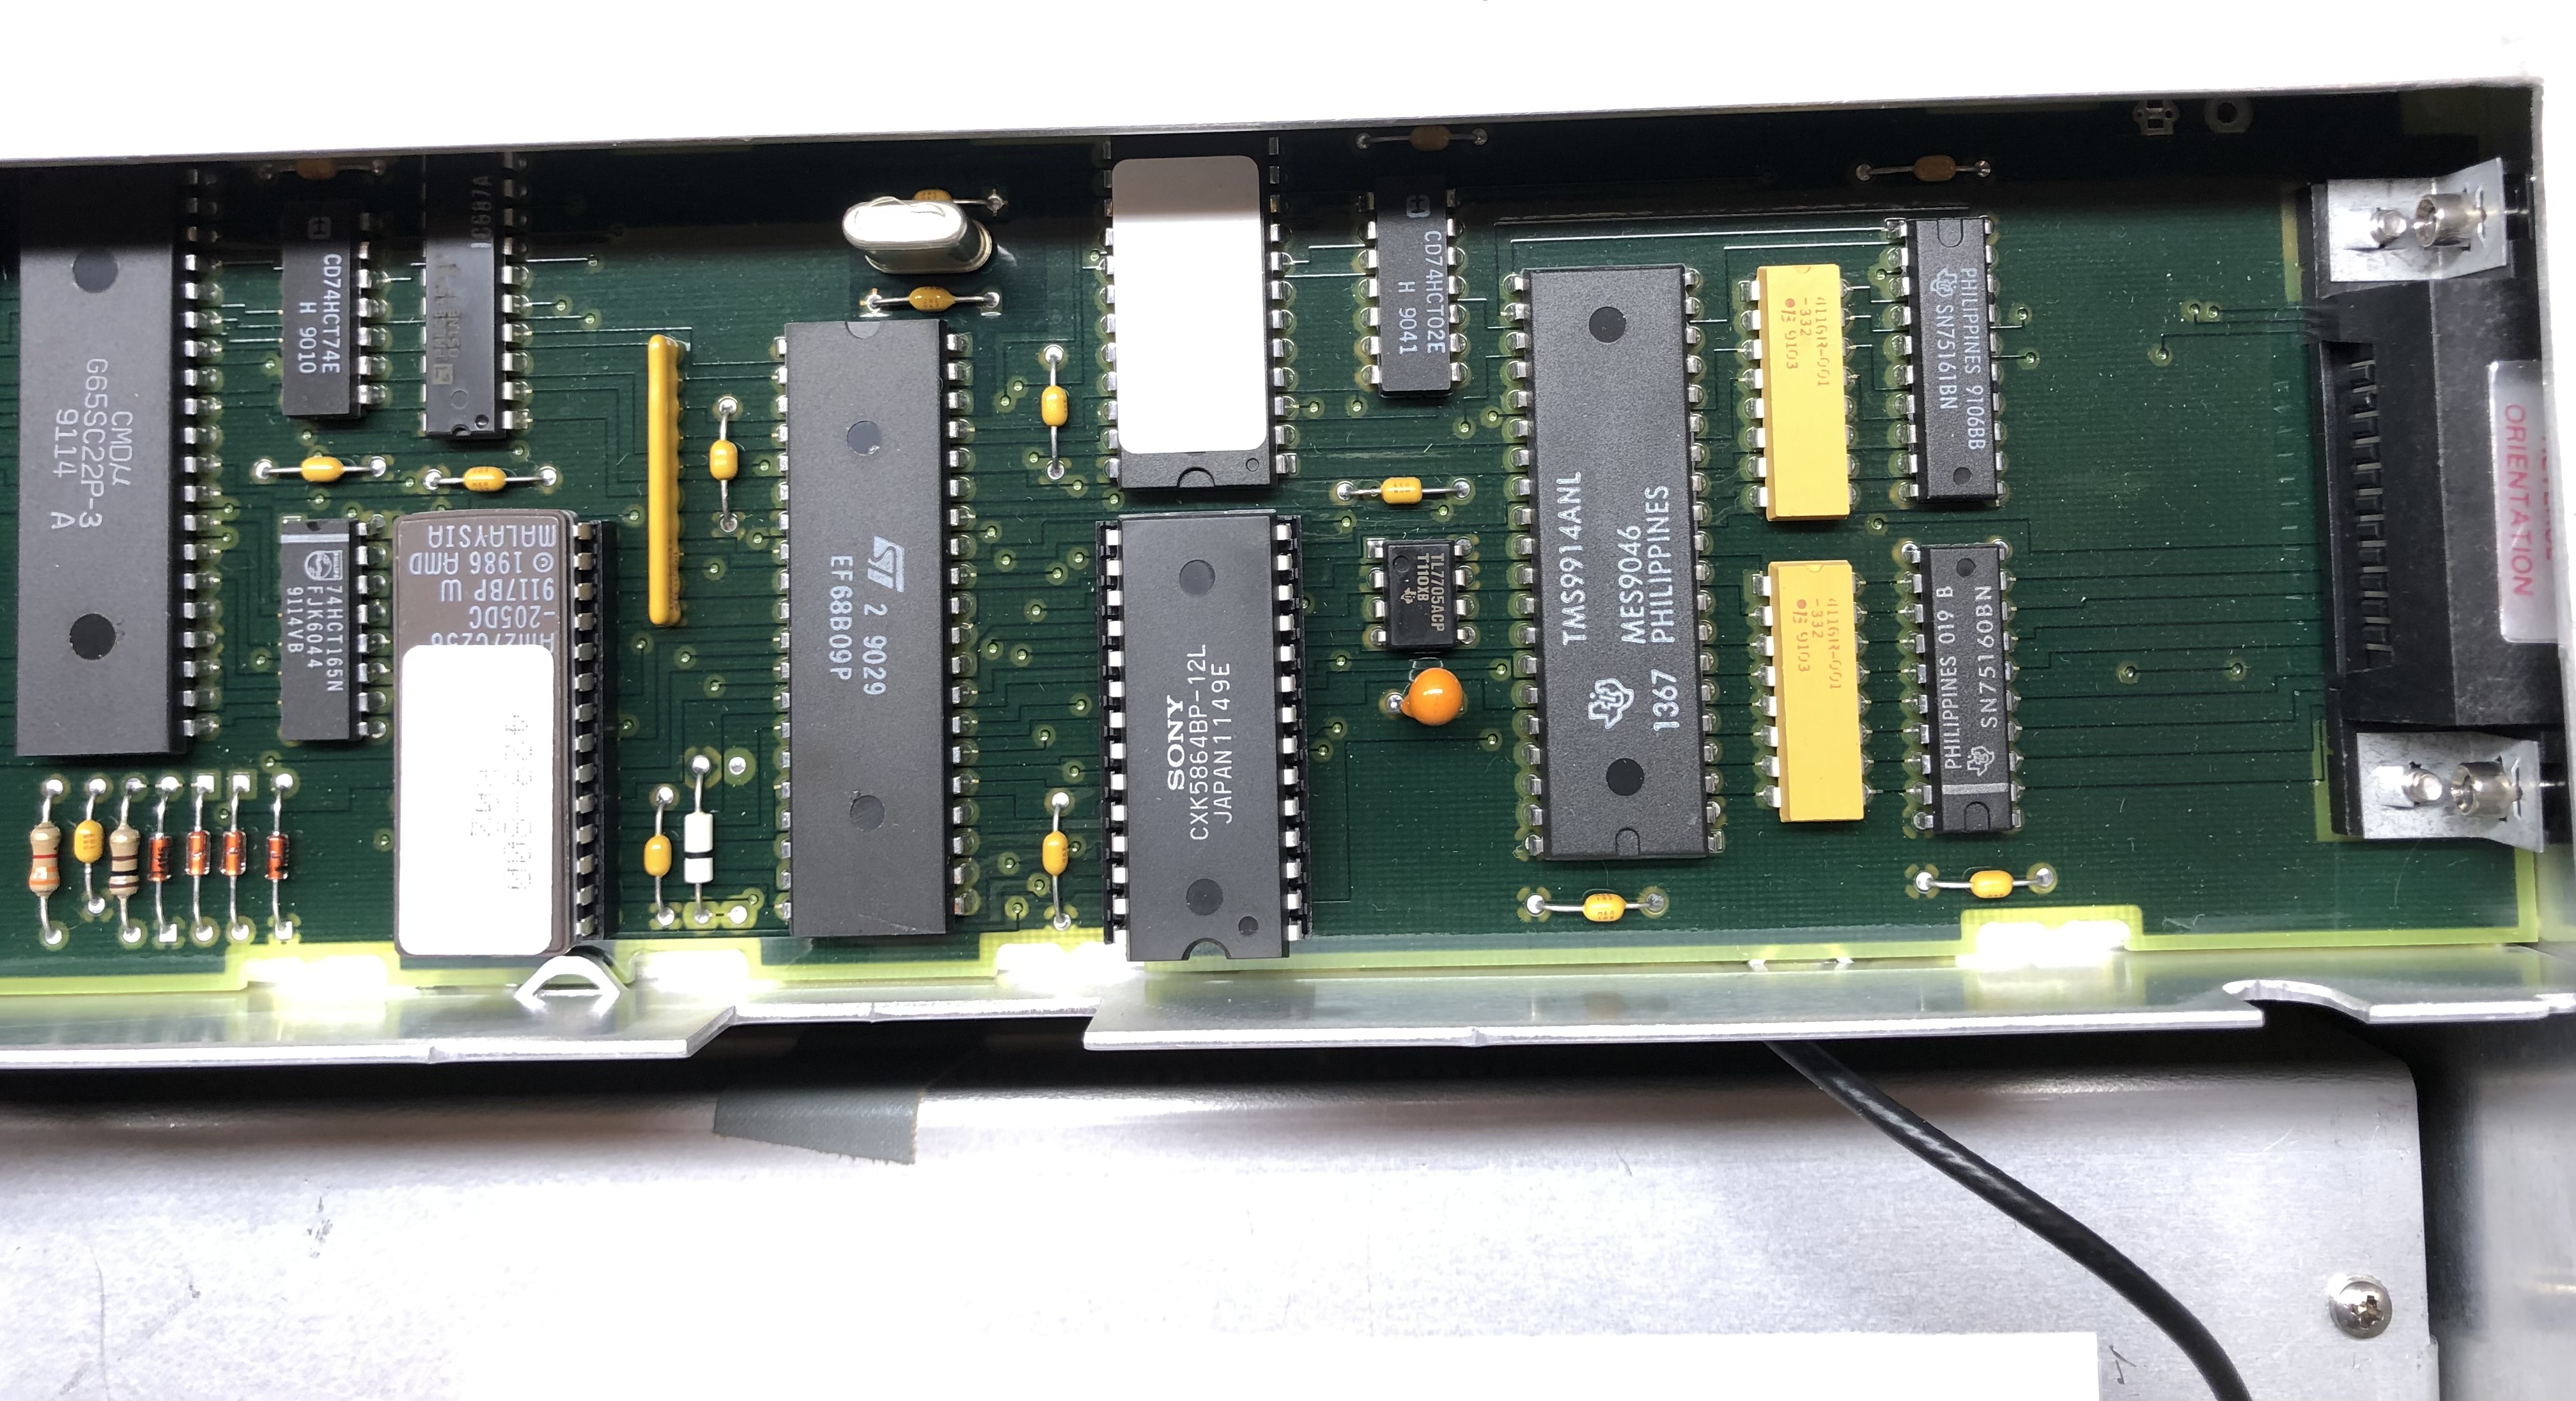 CMDµ
G65SC22P-3
9114 A
CD74HCT74E
H 9010
74HCT165N
FJK6044
9114VB
MALAYSIA
© 1986 AMD
9117BP W
-205DC
ST 2 9029
EF68B09P
SONY
CXK5864BP-12L
JAPAN 1149E
CD74HCT02E
H 9041
TL7705ACP
T110XB
TMS9914ANL
MES9046
1367 PHILIPPINES
4116R-001
-332
9103
4116R-001
-332
9103
PHILIPPINES 9106BB
SN75161BN
PHILIPPINES 019 B
SN75160BN
ORIENTATION